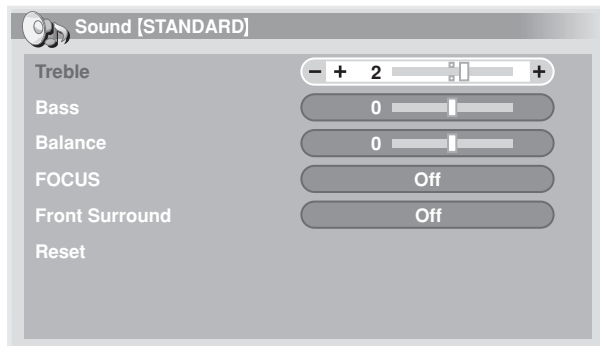 Sound [STANDARD]
Treble − + 2 +
Bass 0
Balance 0
FOCUS Off
Front Surround Off
Reset